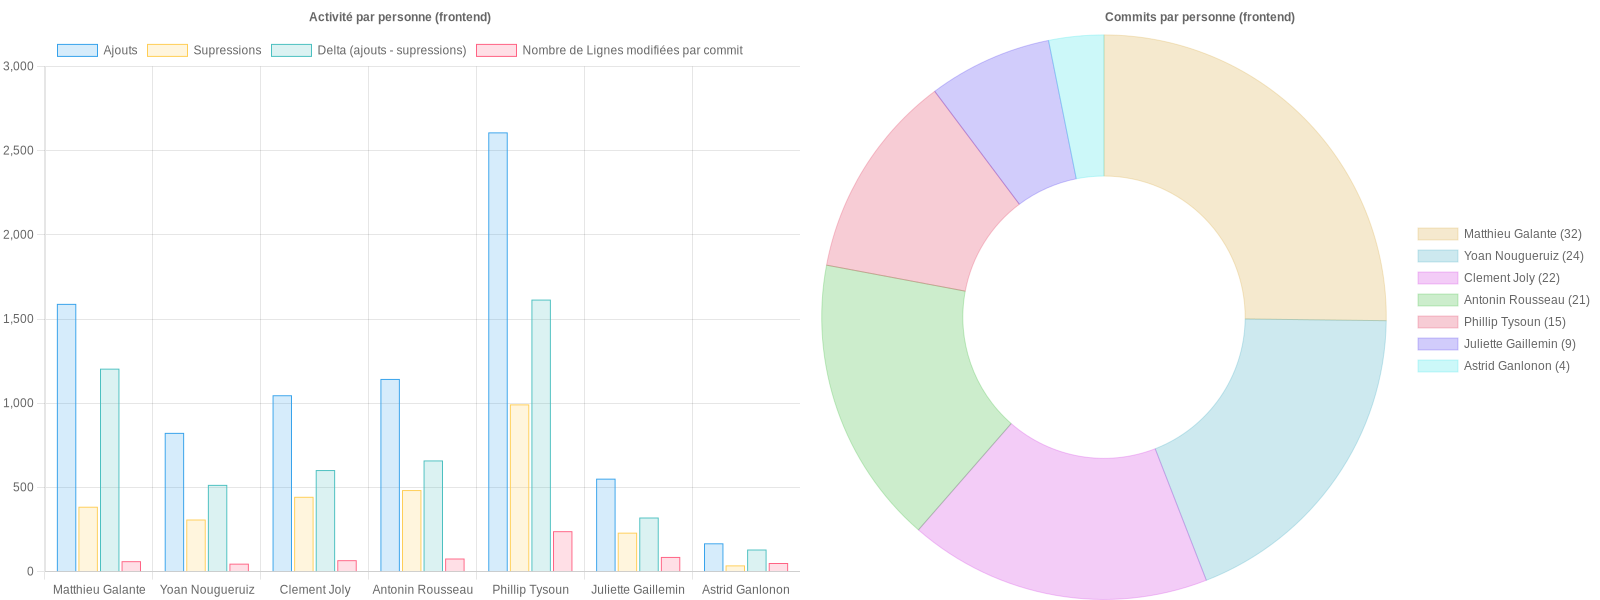 Activité par personne (frontend)
Ajouts
Supressions
Delta (ajouts - supressions)
Nombre de Lignes modifiées par commit
3,000
2,500
2,000
1,500
1,000
500
0
Matthieu Galante
Yoan Nougueruiz
Clement Joly
Antonin Rousseau
Phillip Tysoun
Juliette Gaillemin
Astrid Ganlonon
Commits par personne (frontend)
Matthieu Galante (32)
Yoan Nougueruiz (24)
Clement Joly (22)
Antonin Rousseau (21)
Phillip Tysoun (15)
Juliette Gaillemin (9)
Astrid Ganlonon (4)